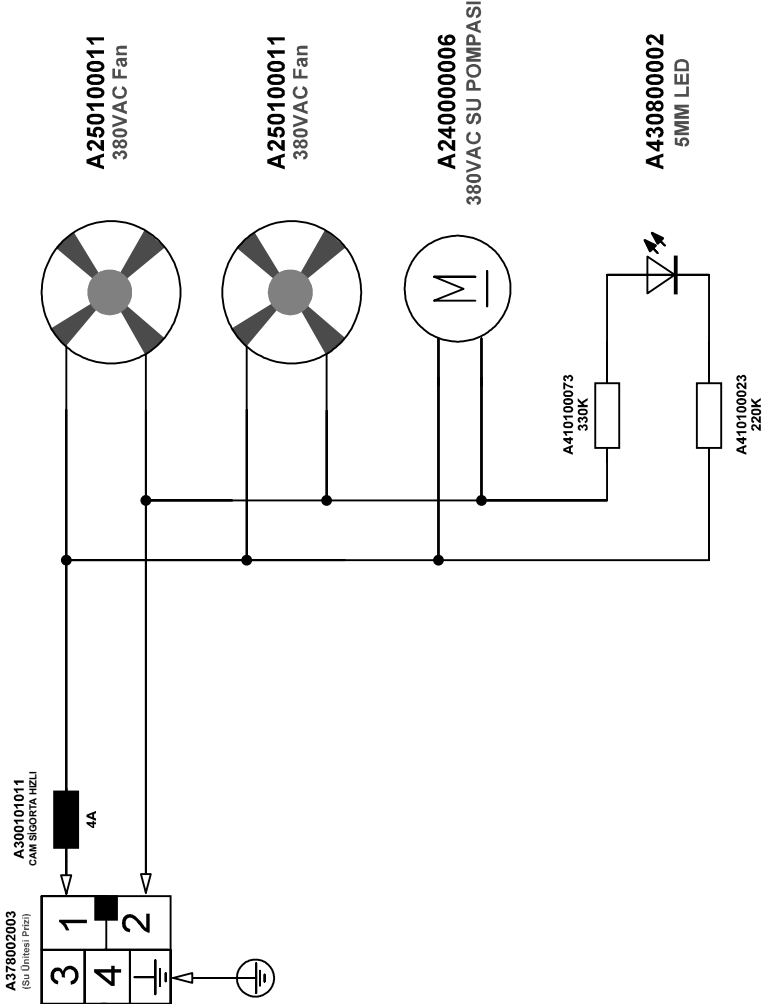 A250100011
380VAC Fan
A250100011
380VAC Fan
A240000006
380VAC SU POMPASI
A430800002
5MM LED
M
A410100073
330K
A410100023
220K
A300101011
CAM SİGORTA HIZLI
4A
A378002003
(Su Ünitesi Prizi)
1
2
3
4